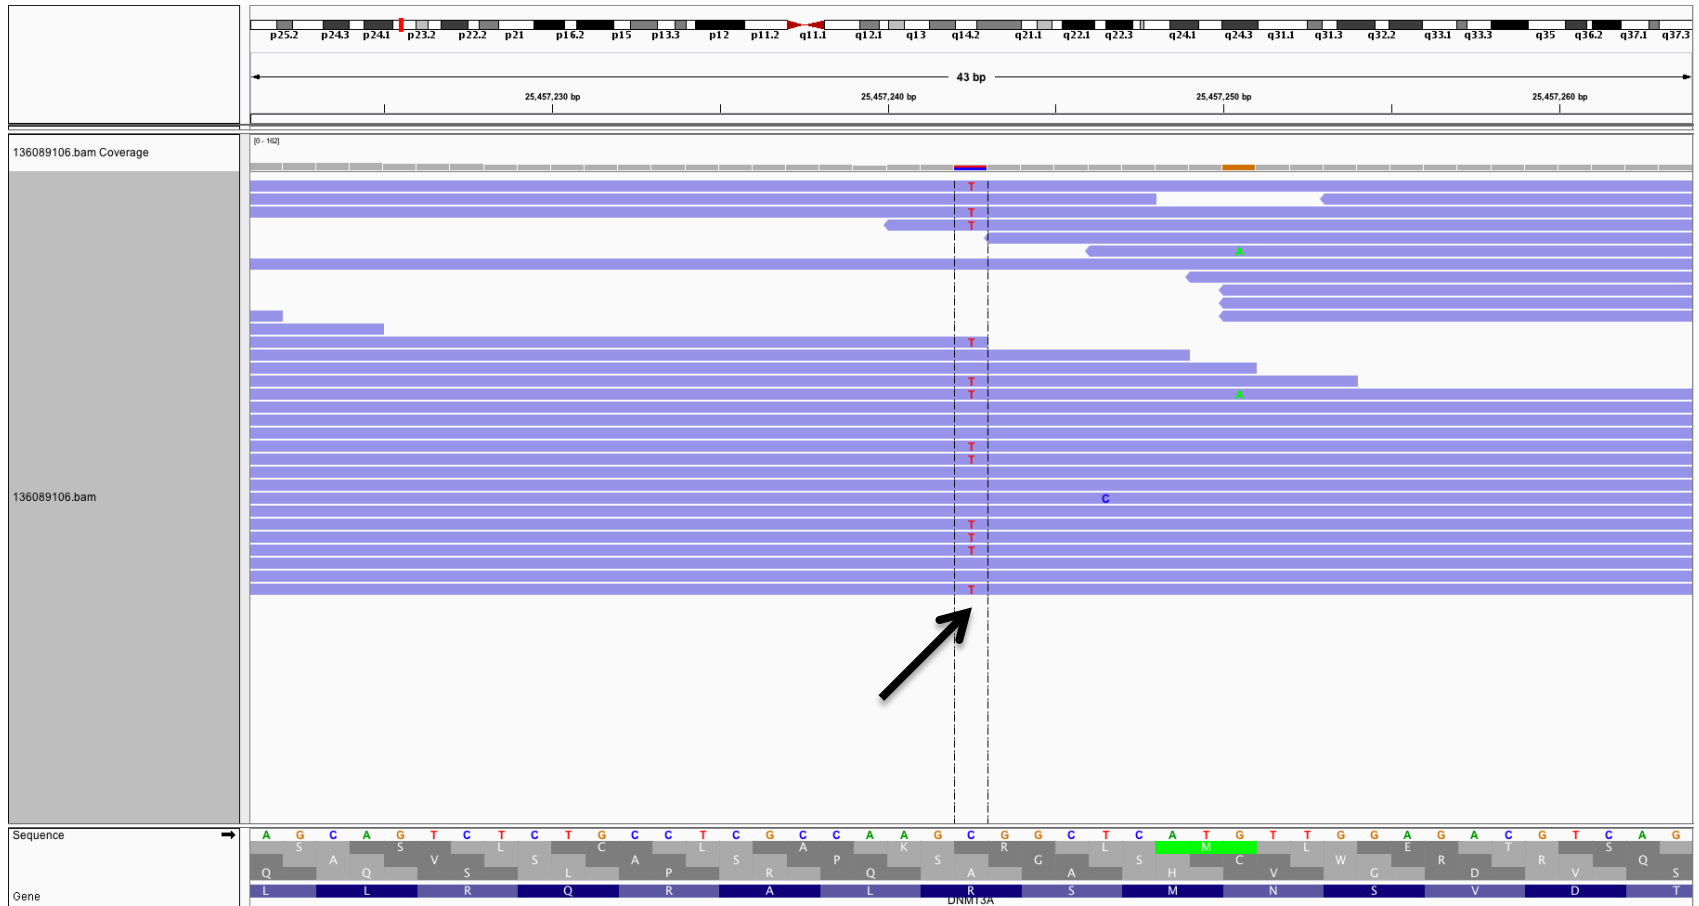 p25.2 p24.3 p24.1 p23.2 p22.2 p21 p16.2 p15 p13.3 p12 p11.2 q11.1 q12.1 q13 q14.2 q21.1 q22.1 q22.3 q24.1 q24.3 q31.1 q31.3 q32.2 q33.1 q33.3 q35 q36.2 q37.1 q37.3
43 bp
25,457,230 bp 25,457,240 bp 25,457,250 bp 25,457,260 bp
[0 - 162]
136089106.bam Coverage
T
T
T
A
T
T
T A
T
T
136089106.bam C
T
T
T
T
Sequence A G C A G T C T C T G C C T C G C C A A G C G G C T C A T G T T G G A G A C G T C A G
S S L C L A K R L M L E T S
A V S A S P S G S C W R R Q
Q Q S L P R Q A A H V G D V S
Gene L L R Q R A L R S M N S V D T
DNMT3A